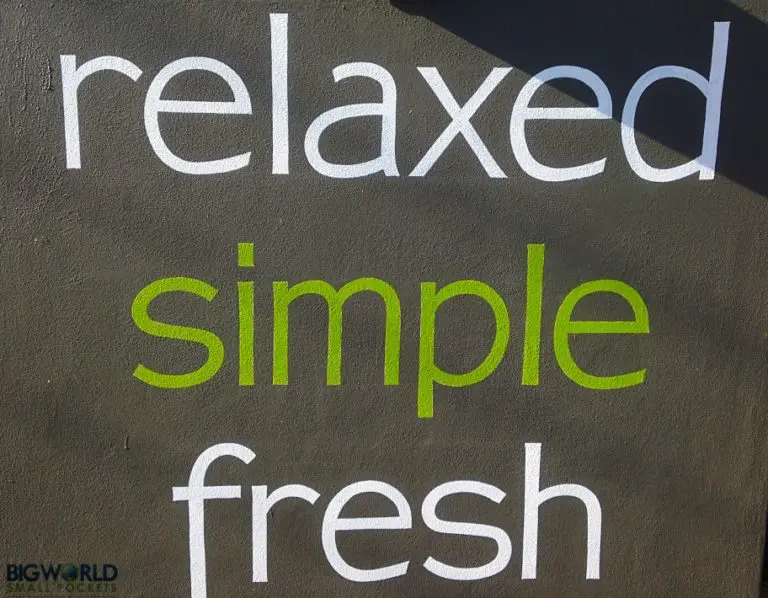 relaxed
simple
fresh
BIGWORLD
SMALL POCKETS